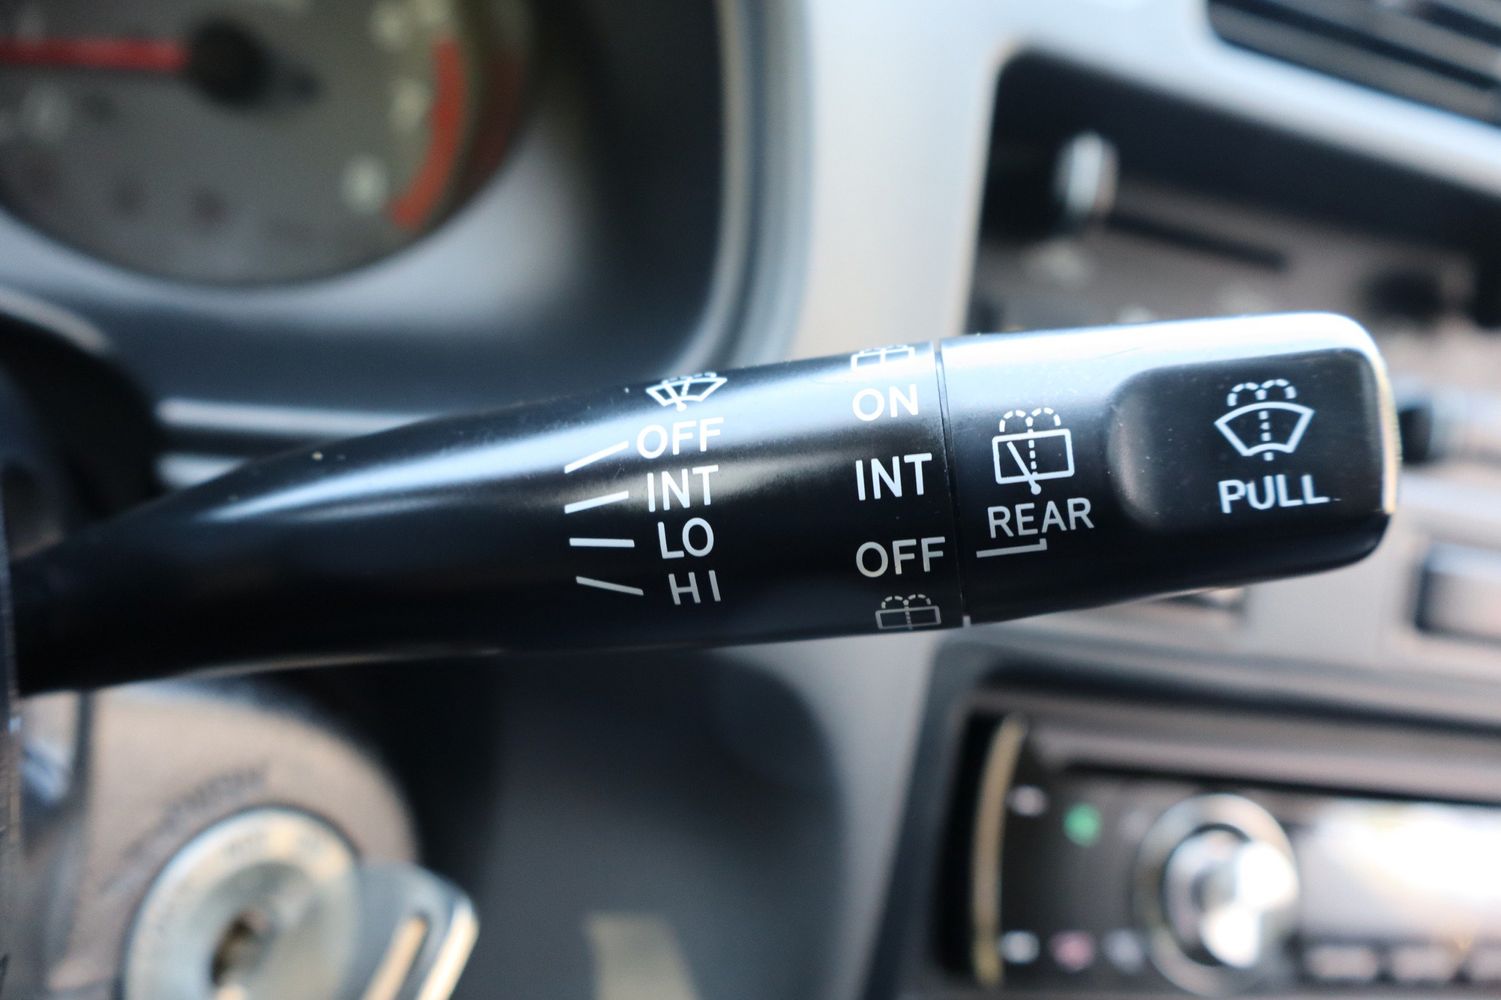 OFF
INT
LO
HI
ON
INT
OFF
REAR
PULL